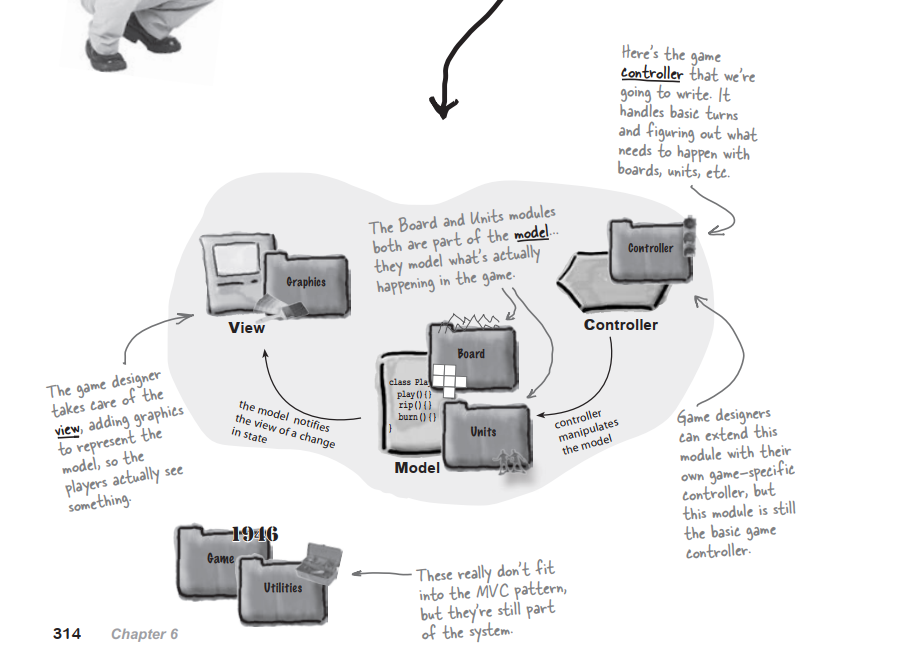 Here's the game
controller that we're
going to write. It
handles basic turns
and figuring out what
needs to happen with
boards, units, etc.
The Board and Units modules
both are part of the model...
they model what's actually
happening in the game.
Graphics
View
Controller
Controller
Board
class Pla
play(){}
rip(){}
burn(){}
}
Units
Model
the model notifies
the view of a change
in state
controller
manipulates
the model
The game designer
takes care of the
view, adding graphics
to represent the
model, so the
players actually see
something.
Game designers
can extend this
module with their
own game-specific
controller, but
this module is still
the basic game
controller.
1946
Game
Utilities
These really don't fit
into the MVC pattern,
but they're still part
of the system.
314 Chapter 6